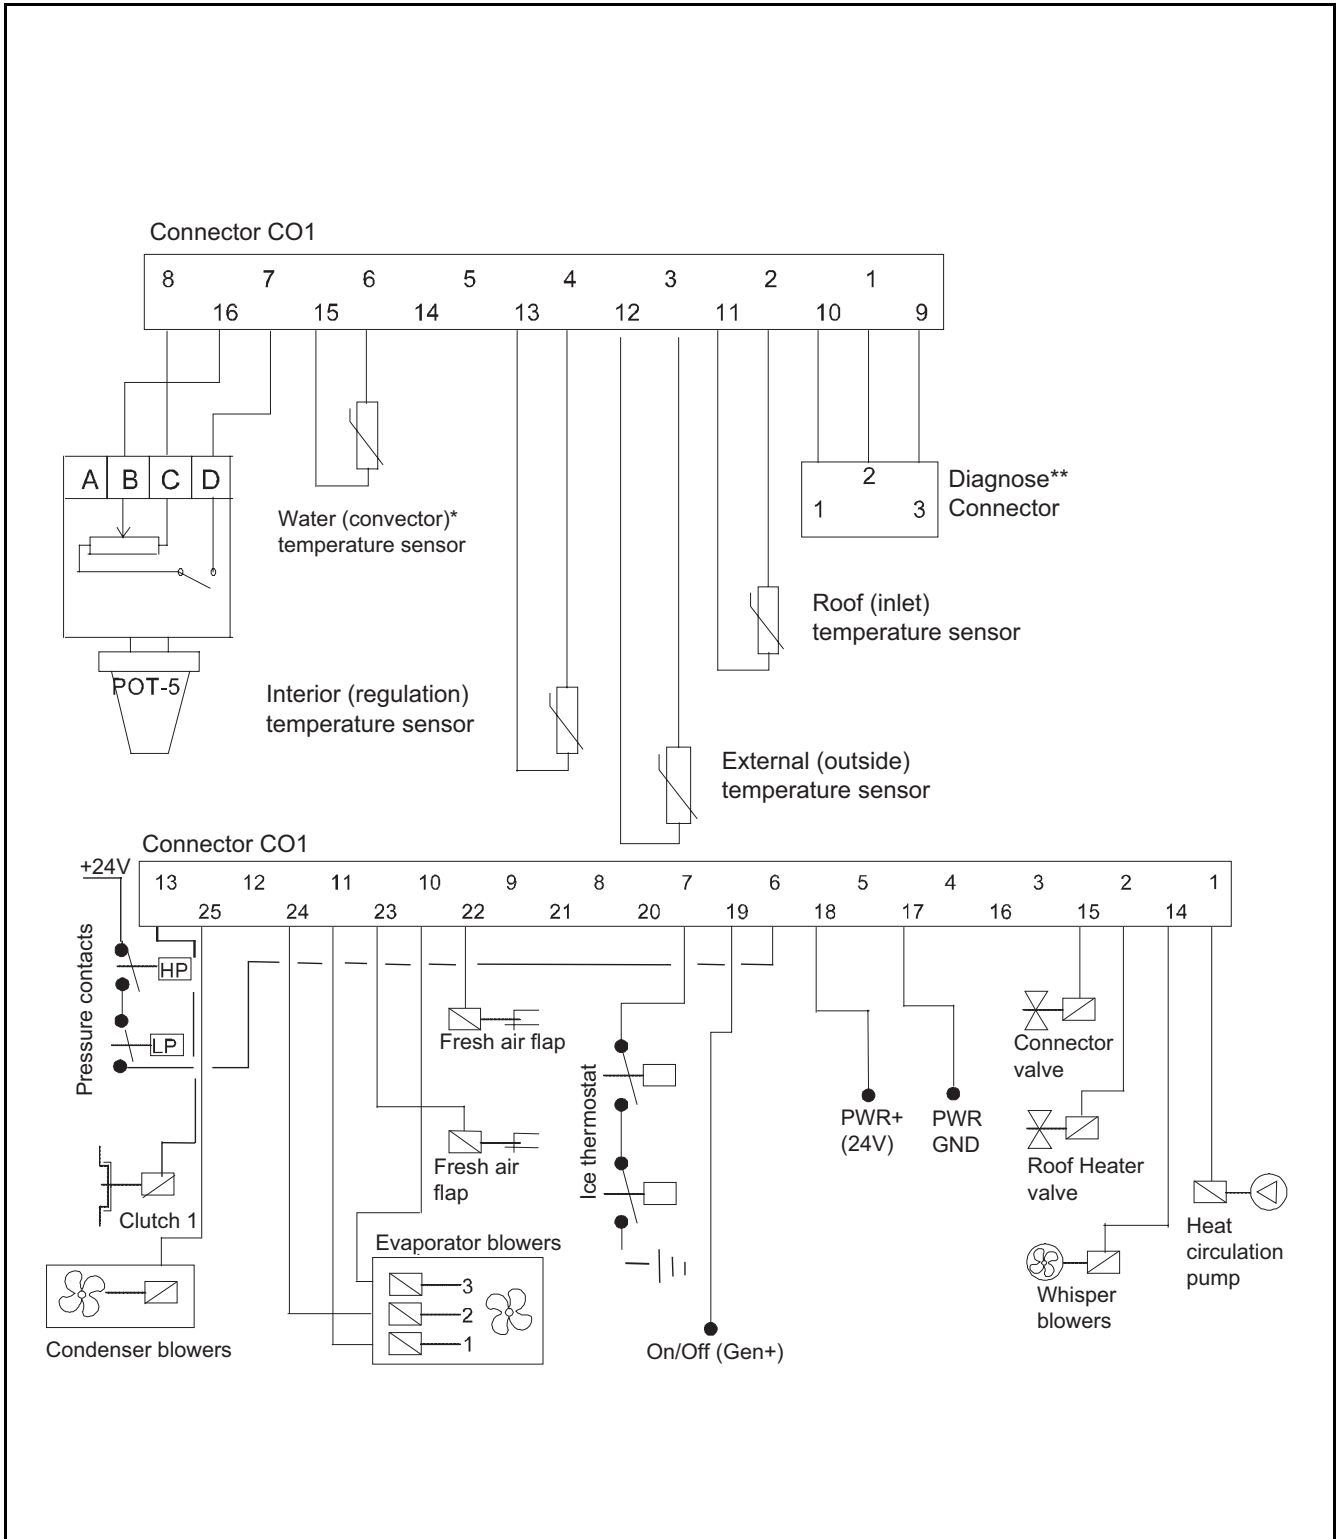 Connector CO1
8 7 6 5 4 3 2 1
16 15 14 13 12 11 10 9
A B C D
POT-5
Water (convector)*
temperature sensor
2
1 3
Diagnose**
Connector
Roof (inlet)
temperature sensor
Interior (regulation)
temperature sensor
External (outside)
temperature sensor
Connector CO1
+24V
13 12 11 10 9 8 7 6 5 4 3 2 1
25 24 23 22 21 20 19 18 17 16 15 14
Pressure contacts
HP
LP
Clutch 1
Condenser blowers
Fresh air flap
Fresh air
flap
Evaporator blowers
3
2
1
Ice thermostat
On/Off (Gen+)
PWR+
(24V)
PWR
GND
Connector
valve
Roof Heater
valve
Whisper
blowers
Heat
circulation
pump